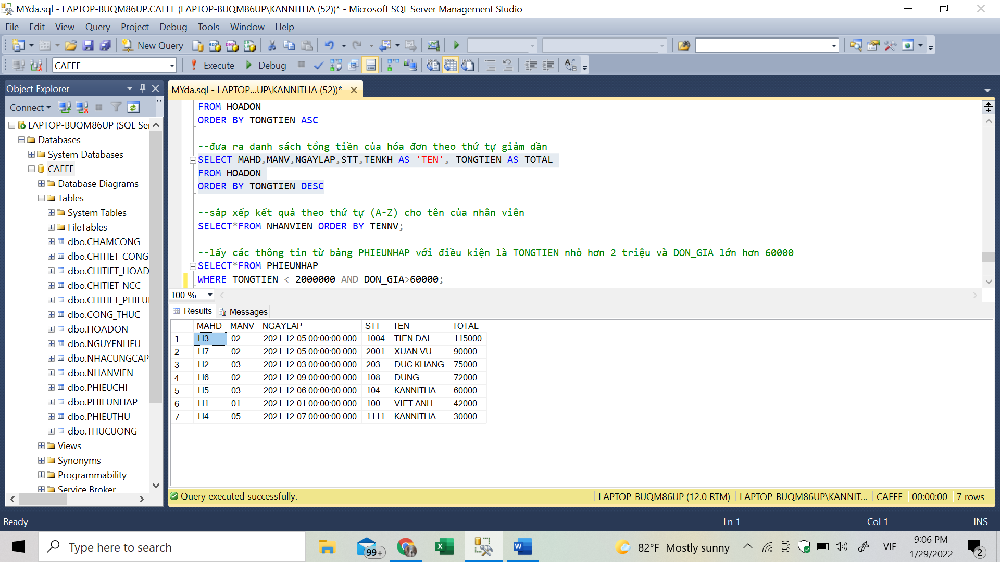 MYda.sql - LAPTOP-BUQM86UP.CAFEE (LAPTOP-BUQM86UP\KANNITHA (52))* - Microsoft SQL Server Management Studio
File Edit View Query Project Debug Tools Window Help
New Query
CAFEE Execute Debug
Object Explorer
Connect
LAPTOP-BUQM86UP (SQL Se
Databases
System Databases
CAFEE
Database Diagrams
Tables
System Tables
FileTables
dbo.CHAMCONG
dbo.CHITIET_CONG
dbo.CHITIET_HOAD
dbo.CHITIET_NCC
dbo.CHITIET_PHIEU
dbo.CONG_THUC
dbo.HOADON
dbo.NGUYENLIEU
dbo.NHACUNGCAP
dbo.NHANVIEN
dbo.PHIEUCHI
dbo.PHIEUNHAP
dbo.PHIEUTHU
dbo.THUCUONG
Views
Synonyms
Programmability
Service Broker
MYda.sql - LAPTOP...UP\KANNITHA (52))*
FROM HOADON
ORDER BY TONGTIEN ASC
--đưa ra danh sách tổng tiền của hóa đơn theo thứ tự giảm dần
SELECT MAHD,MANV,NGAYLAP,STT,TENKH AS 'TEN', TONGTIEN AS TOTAL
FROM HOADON
ORDER BY TONGTIEN DESC
--sắp xếp kết quả theo thứ tự (A-Z) cho tên của nhân viên
SELECT*FROM NHANVIEN ORDER BY TENNV;
--lấy các thông tin từ bảng PHIEUNHAP với điều kiện là TONGTIEN nhỏ hơn 2 triệu và DON_GIA lớn hơn 60000
SELECT*FROM PHIEUNHAP
WHERE TONGTIEN < 2000000 AND DON_GIA>60000;
100 %
Results Messages
MAHD MANV NGAYLAP STT TEN TOTAL
1 H3 02 2021-12-05 00:00:00.000 1004 TIEN DAI 115000
2 H7 02 2021-12-05 00:00:00.000 2001 XUAN VU 90000
3 H2 03 2021-12-03 00:00:00.000 203 DUC KHANG 75000
4 H6 02 2021-12-09 00:00:00.000 108 DUNG 72000
5 H5 03 2021-12-06 00:00:00.000 104 KANNITHA 60000
6 H1 01 2021-12-01 00:00:00.000 100 VIET ANH 42000
7 H4 05 2021-12-07 00:00:00.000 1111 KANNITHA 30000
Query executed successfully. LAPTOP-BUQM86UP (12.0 RTM) LAPTOP-BUQM86UP\KANNIT... CAFEE 00:00:00 7 rows
Ready Ln 1 Col 1 INS
Type here to search 99+ 82°F Mostly sunny VIE 9:06 PM
1/29/2022 2